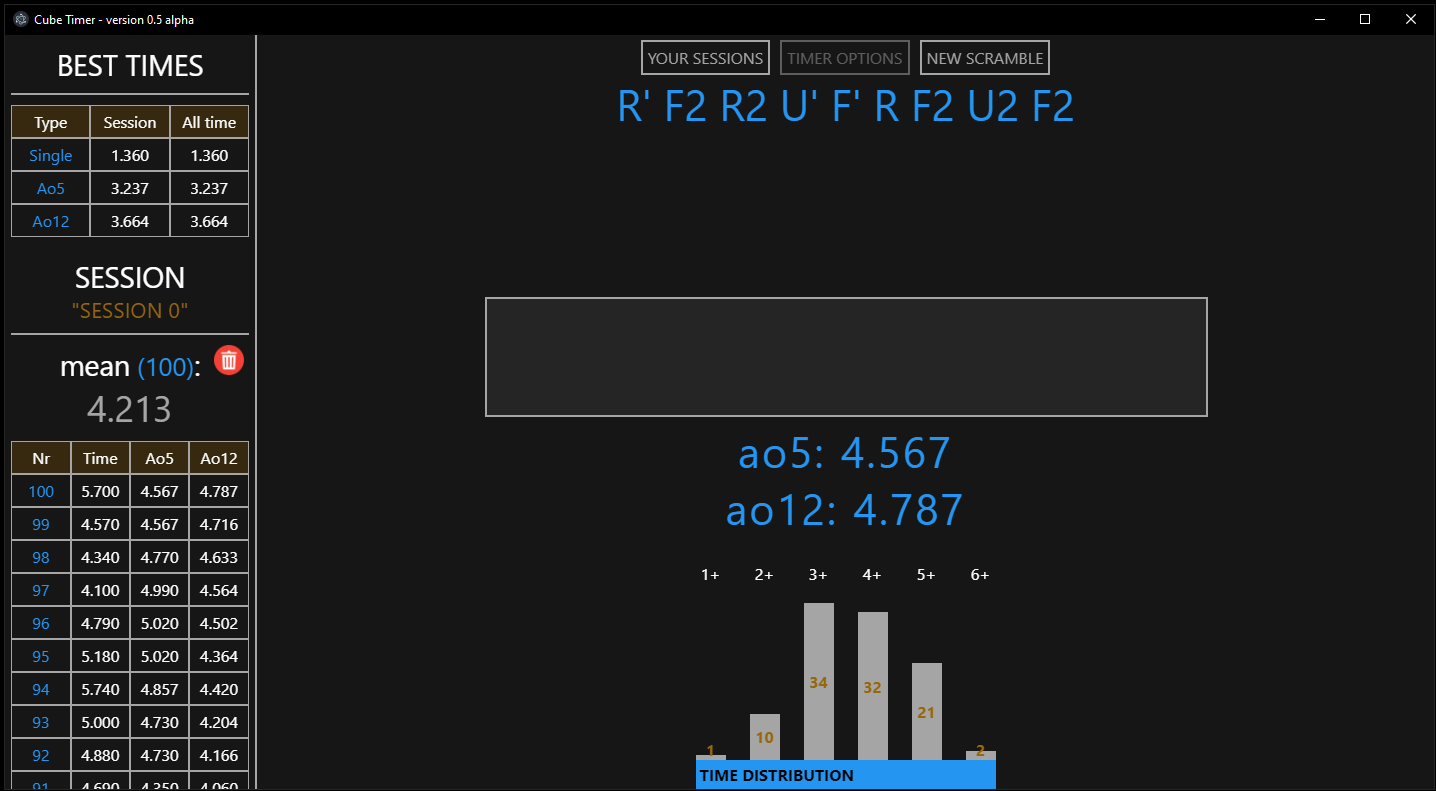 Cube Timer - version 0.5 alpha
BEST TIMES
Type Session All time
Single 1.360 1.360
Ao5 3.237 3.237
Ao12 3.664 3.664
SESSION
"SESSION 0"
mean (100):
4.213
Nr Time Ao5 Ao12
100 5.700 4.567 4.787
99 4.570 4.567 4.716
98 4.340 4.770 4.633
97 4.100 4.990 4.564
96 4.790 5.020 4.502
95 5.180 5.020 4.364
94 5.740 4.857 4.420
93 5.000 4.730 4.204
92 4.880 4.730 4.166
91 4.690 4.350 4.060
YOUR SESSIONS TIMER OPTIONS NEW SCRAMBLE
R' F2 R2 U' F' R F2 U2 F2
ao5: 4.567
ao12: 4.787
1+ 2+ 3+ 4+ 5+ 6+
1 10 34 32 21 2
TIME DISTRIBUTION